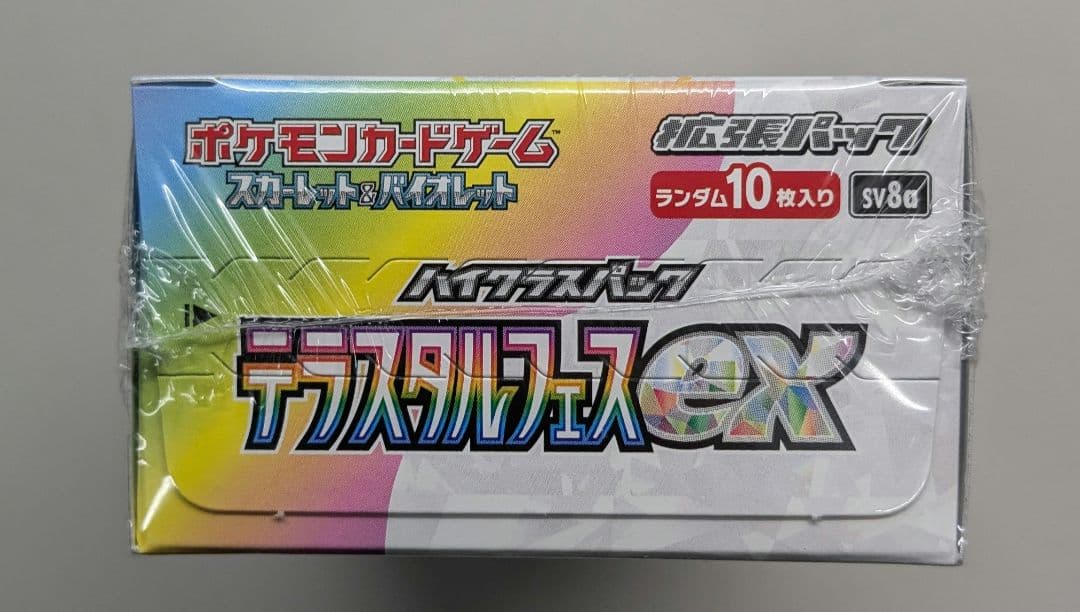 ポケモンカードゲーム™
スカーレット&バイオレット
拡張パック
ランダム10枚入り SV8a
ハイクラスパック
テラスタルフェスex